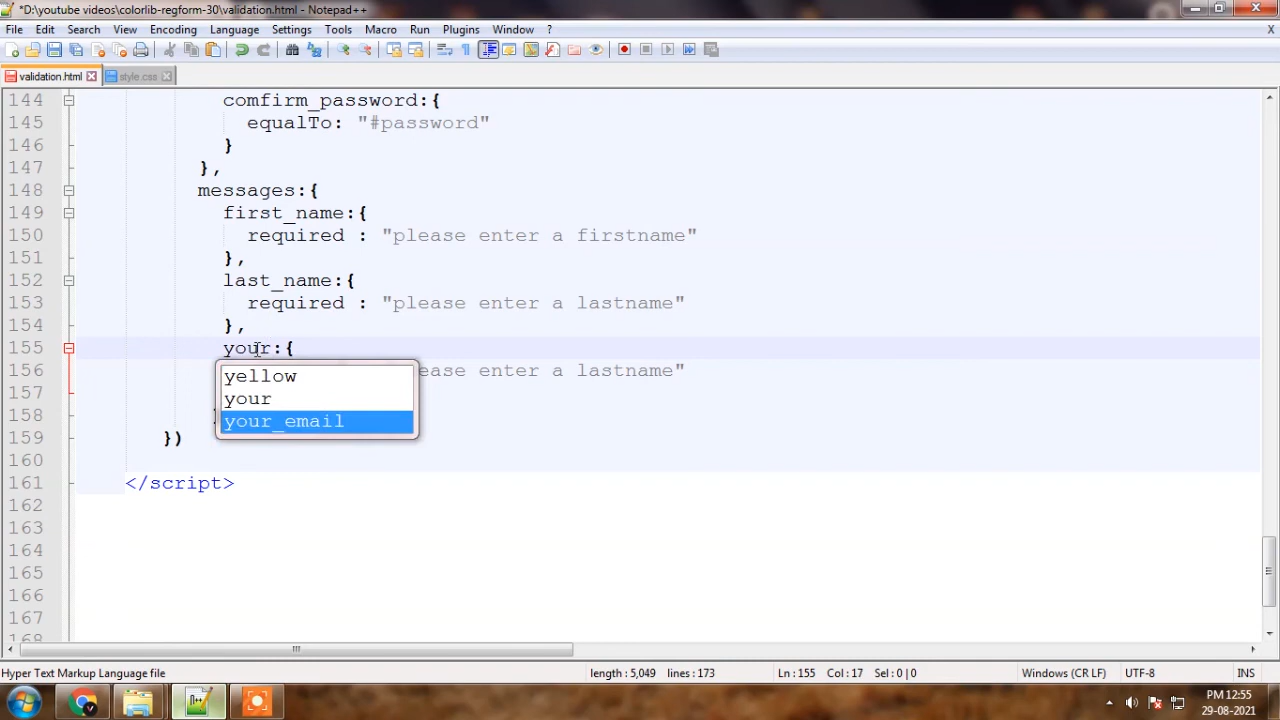 *D:\youtube videos\colorlib-regform-30\validation.html - Notepad++
File Edit Search View Encoding Language Settings Tools Macro Run Plugins Window ? X
validation.html style.css
144 comfirm_password:{
145 equalTo: "#password"
146 }
147 },
148 messages:{
149 first_name:{
150 required : "please enter a firstname"
151 },
152 last_name:{
153 required : "please enter a lastname"
154 },
155 your:{
156 ease enter a lastname"
yellow
your
your_email
157
158 }
159 })
160
161 </script>
162
163
164
165
166
167
168
Hyper Text Markup Language file length : 5,049 lines : 173 Ln : 155 Col : 17 Sel : 0 | 0 Windows (CR LF) UTF-8 INS
PM 12:55
29-08-2021